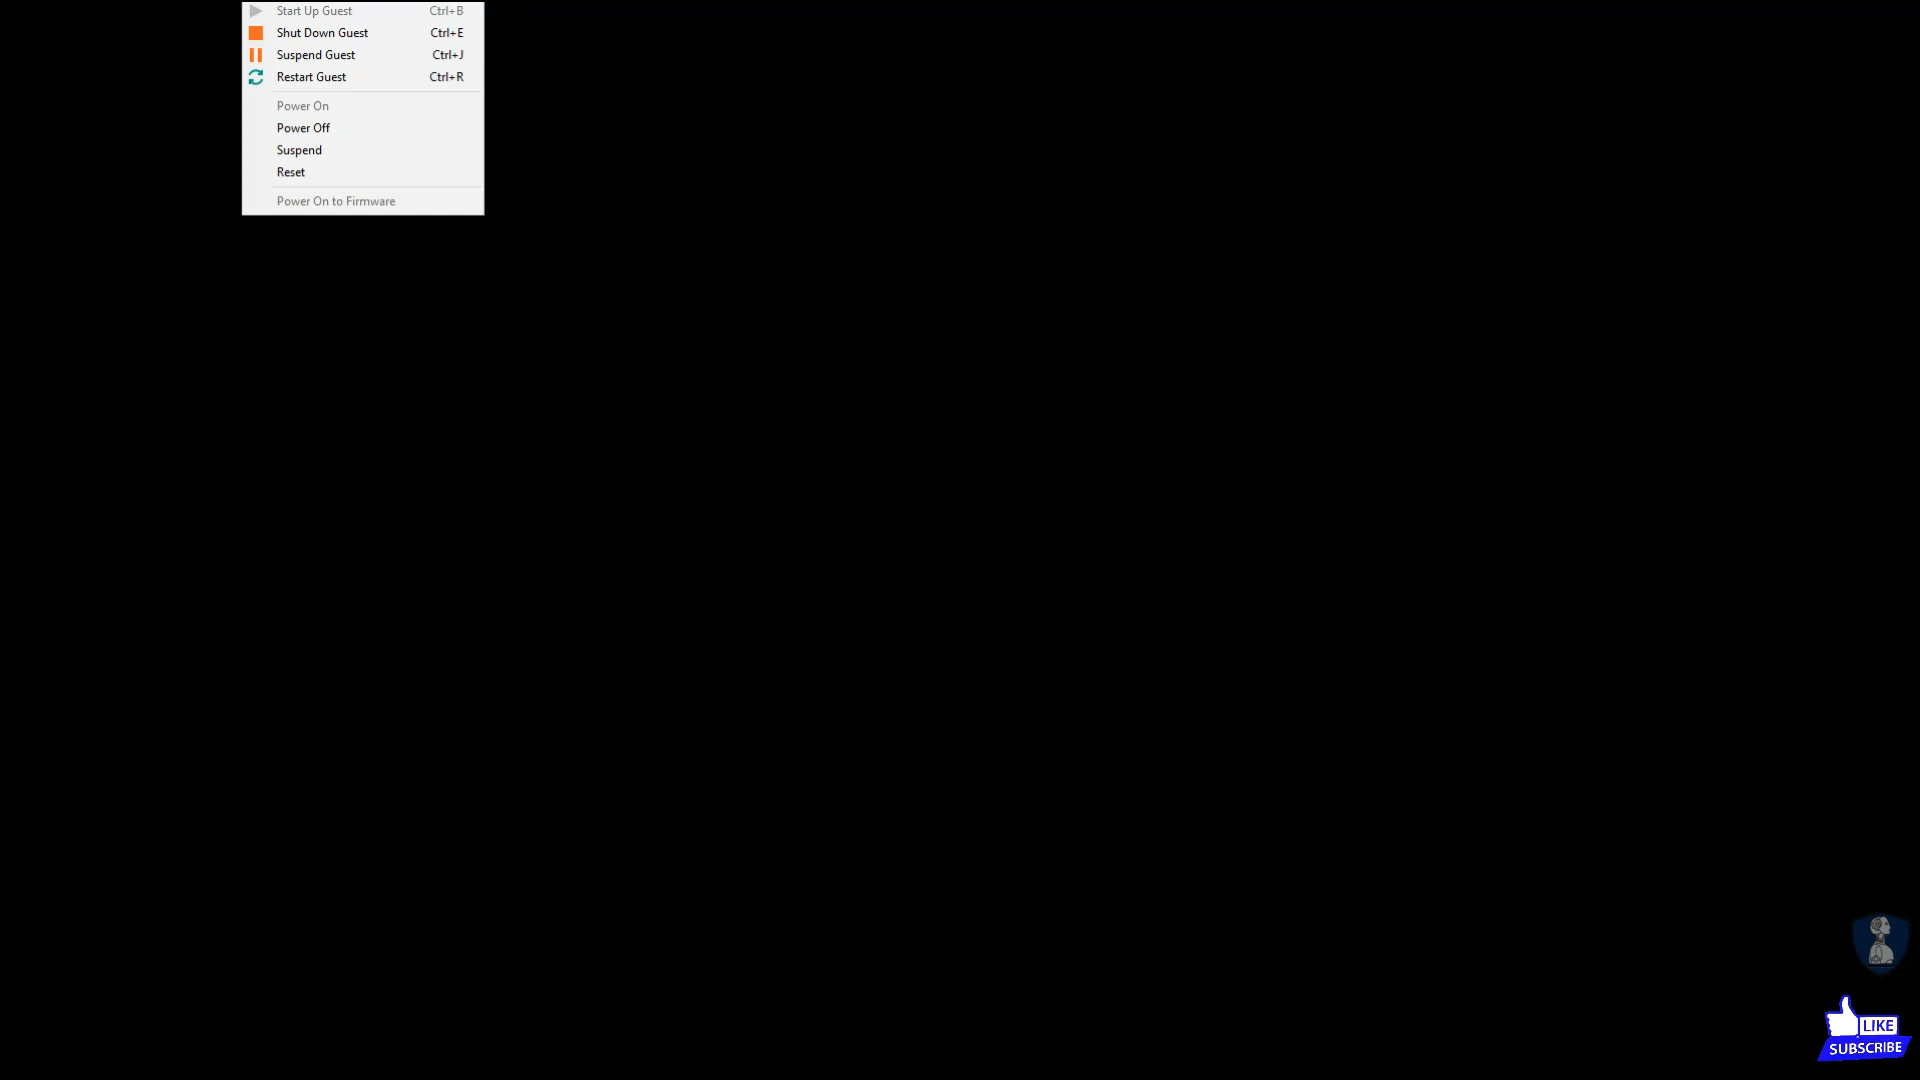 Start Up Guest Ctrl+B
Shut Down Guest Ctrl+E
Suspend Guest Ctrl+J
Restart Guest Ctrl+R
Power On
Power Off
Suspend
Reset
Power On to Firmware
LIKE
SUBSCRIBE